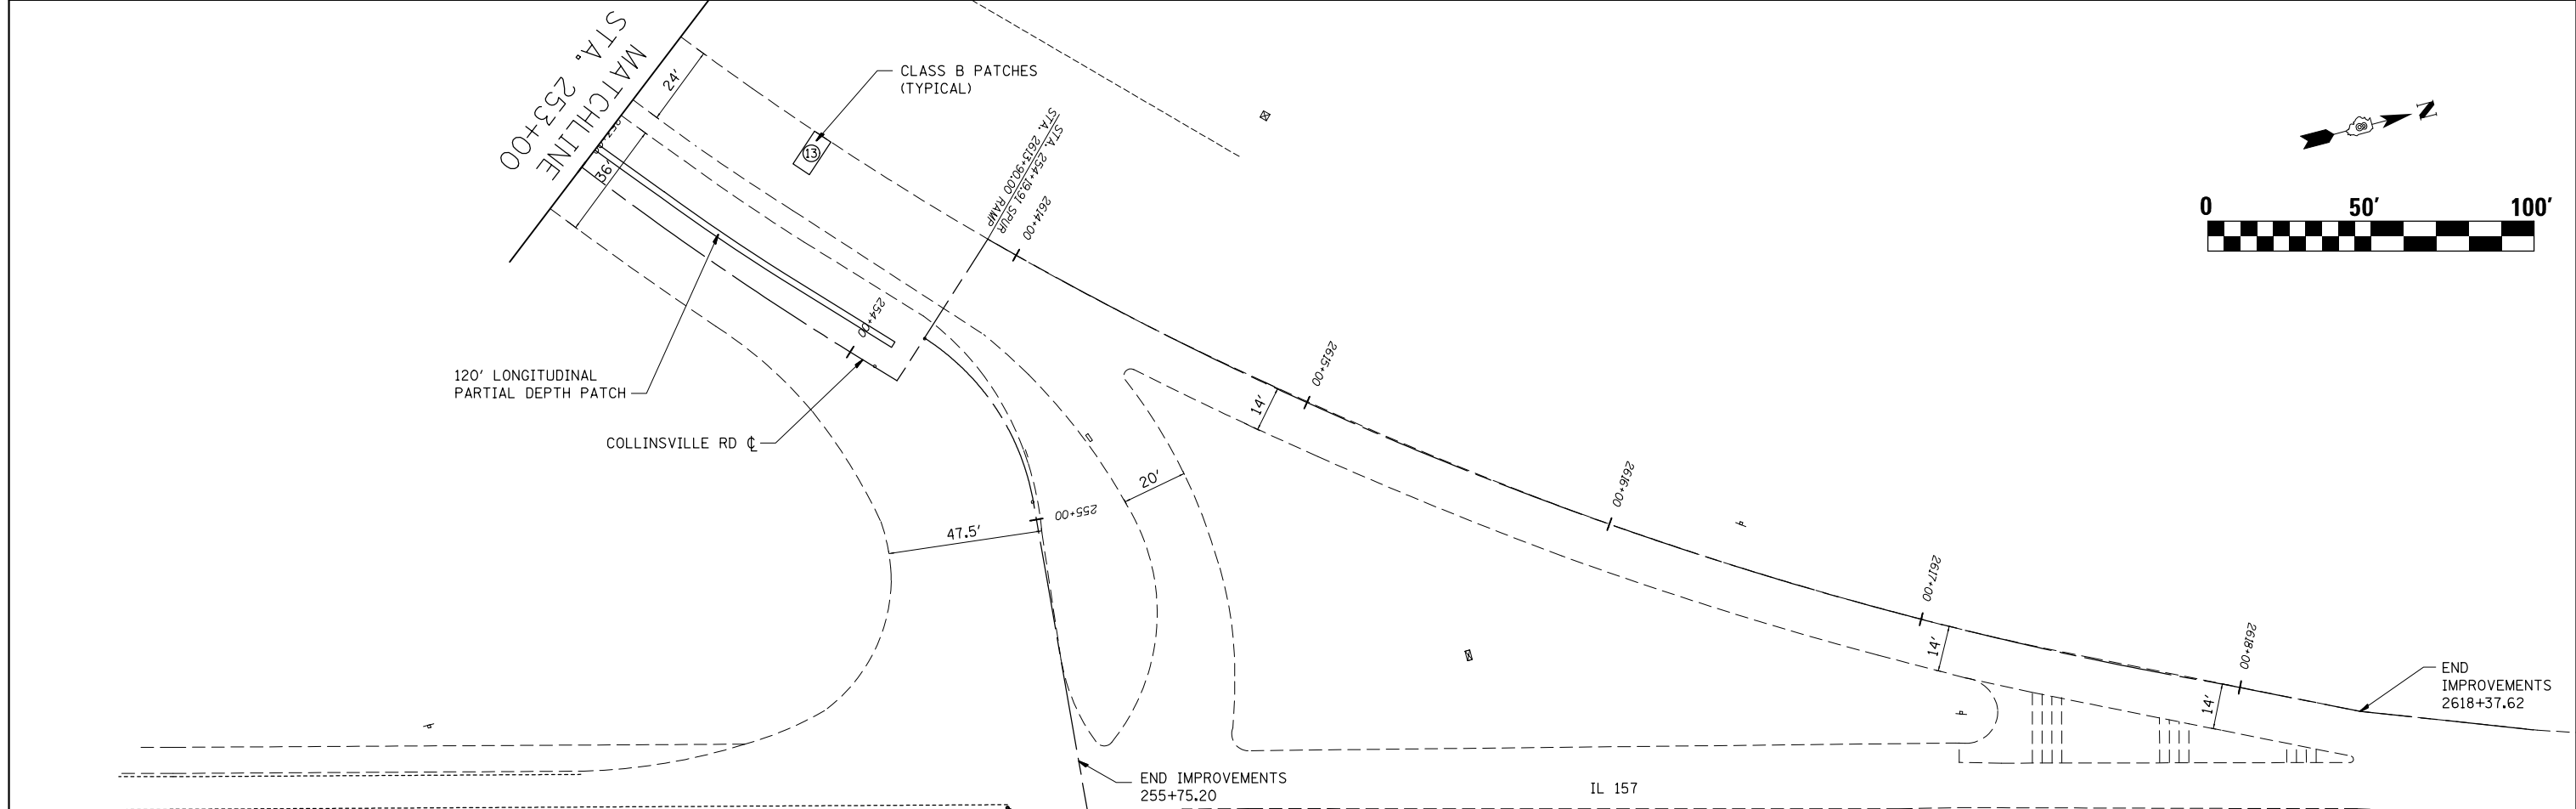 MATCHLINE
STA. 253+00
24'
36'
CLASS B PATCHES
(TYPICAL)
13
STA. 254+19.91 SPUR
STA. 2613+90.00 RAMP
2614+00
N
0 50' 100'
254+00
120' LONGITUDINAL
PARTIAL DEPTH PATCH
COLLINSVILLE RD ℄
2615+00
14'
20'
2616+00
255+00
47.5'
2617+00
14'
2618+00
14'
END
IMPROVEMENTS
2618+37.62
END IMPROVEMENTS
255+75.20
IL 157